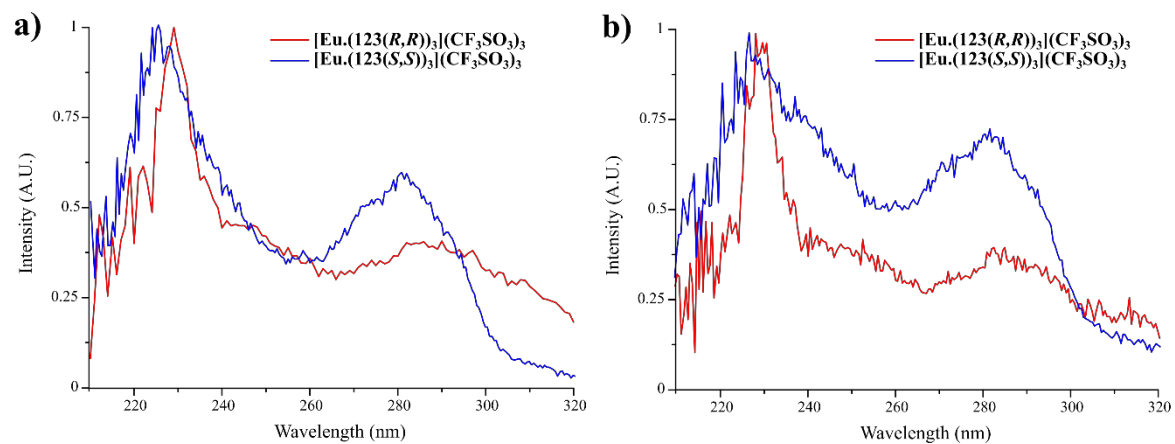 a)
[Eu.(123(R,R))3](CF3SO3)3
[Eu.(123(S,S))3](CF3SO3)3
Intensity (A.U.)
1
0.75
0.5
0.25
0
220 240 260 280 300 320
Wavelength (nm)
b)
[Eu.(123(R,R))3](CF3SO3)3
[Eu.(123(S,S))3](CF3SO3)3
Intensity (A.U.)
1
0.75
0.5
0.25
0
220 240 260 280 300 320
Wavelength (nm)